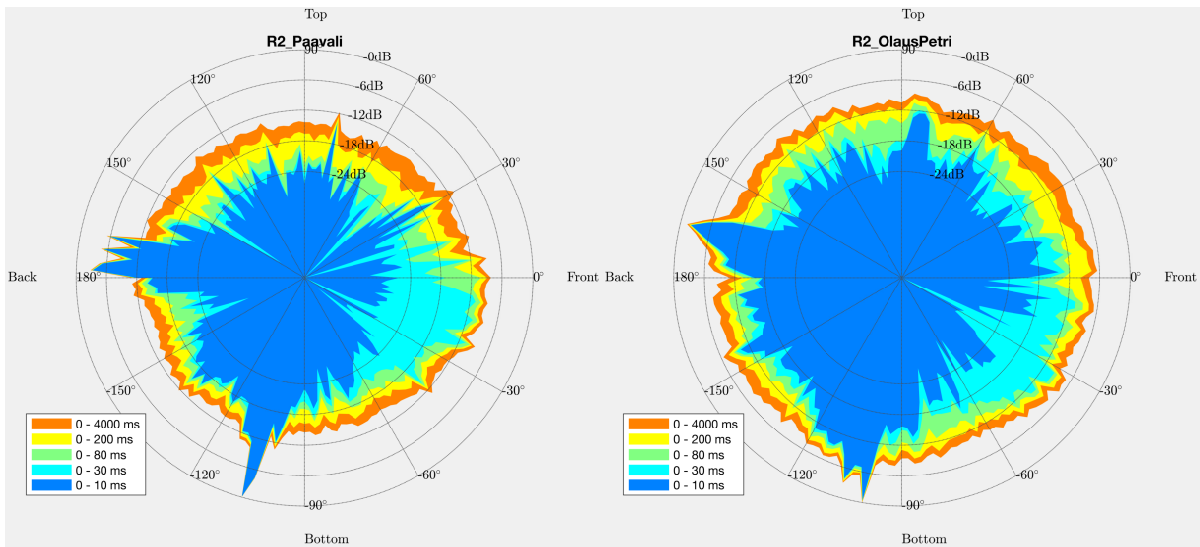 Top
R2_Paavali
90°
-0dB
120°
60°
-6dB
-12dB
-18dB
150°
30°
-24dB
Back
180°
0°
Front
-150°
-30°
-120°
-60°
-90°
0 - 4000 ms
0 - 200 ms
0 - 80 ms
0 - 30 ms
0 - 10 ms
Bottom
Top
R2_OlausPetri
90°
-0dB
120°
60°
-6dB
-12dB
-18dB
150°
30°
-24dB
Back
180°
0°
Front
-150°
-30°
-120°
-60°
-90°
0 - 4000 ms
0 - 200 ms
0 - 80 ms
0 - 30 ms
0 - 10 ms
Bottom